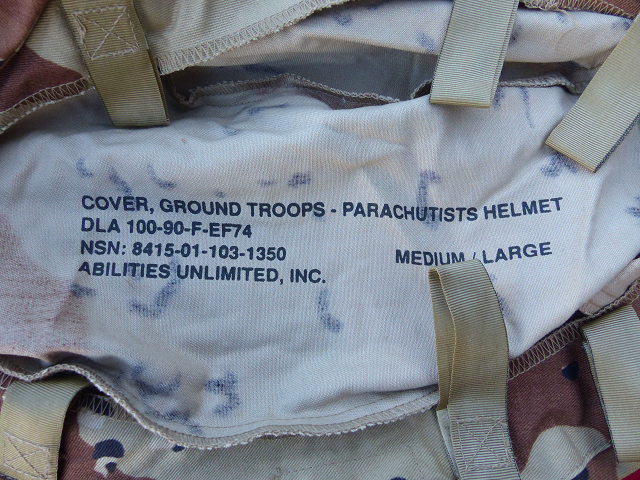 COVER, GROUND TROOPS - PARACHUTISTS HELMET
DLA 100-90-F-EF74
NSN: 8415-01-103-1350 MEDIUM / LARGE
ABILITIES UNLIMITED, INC.